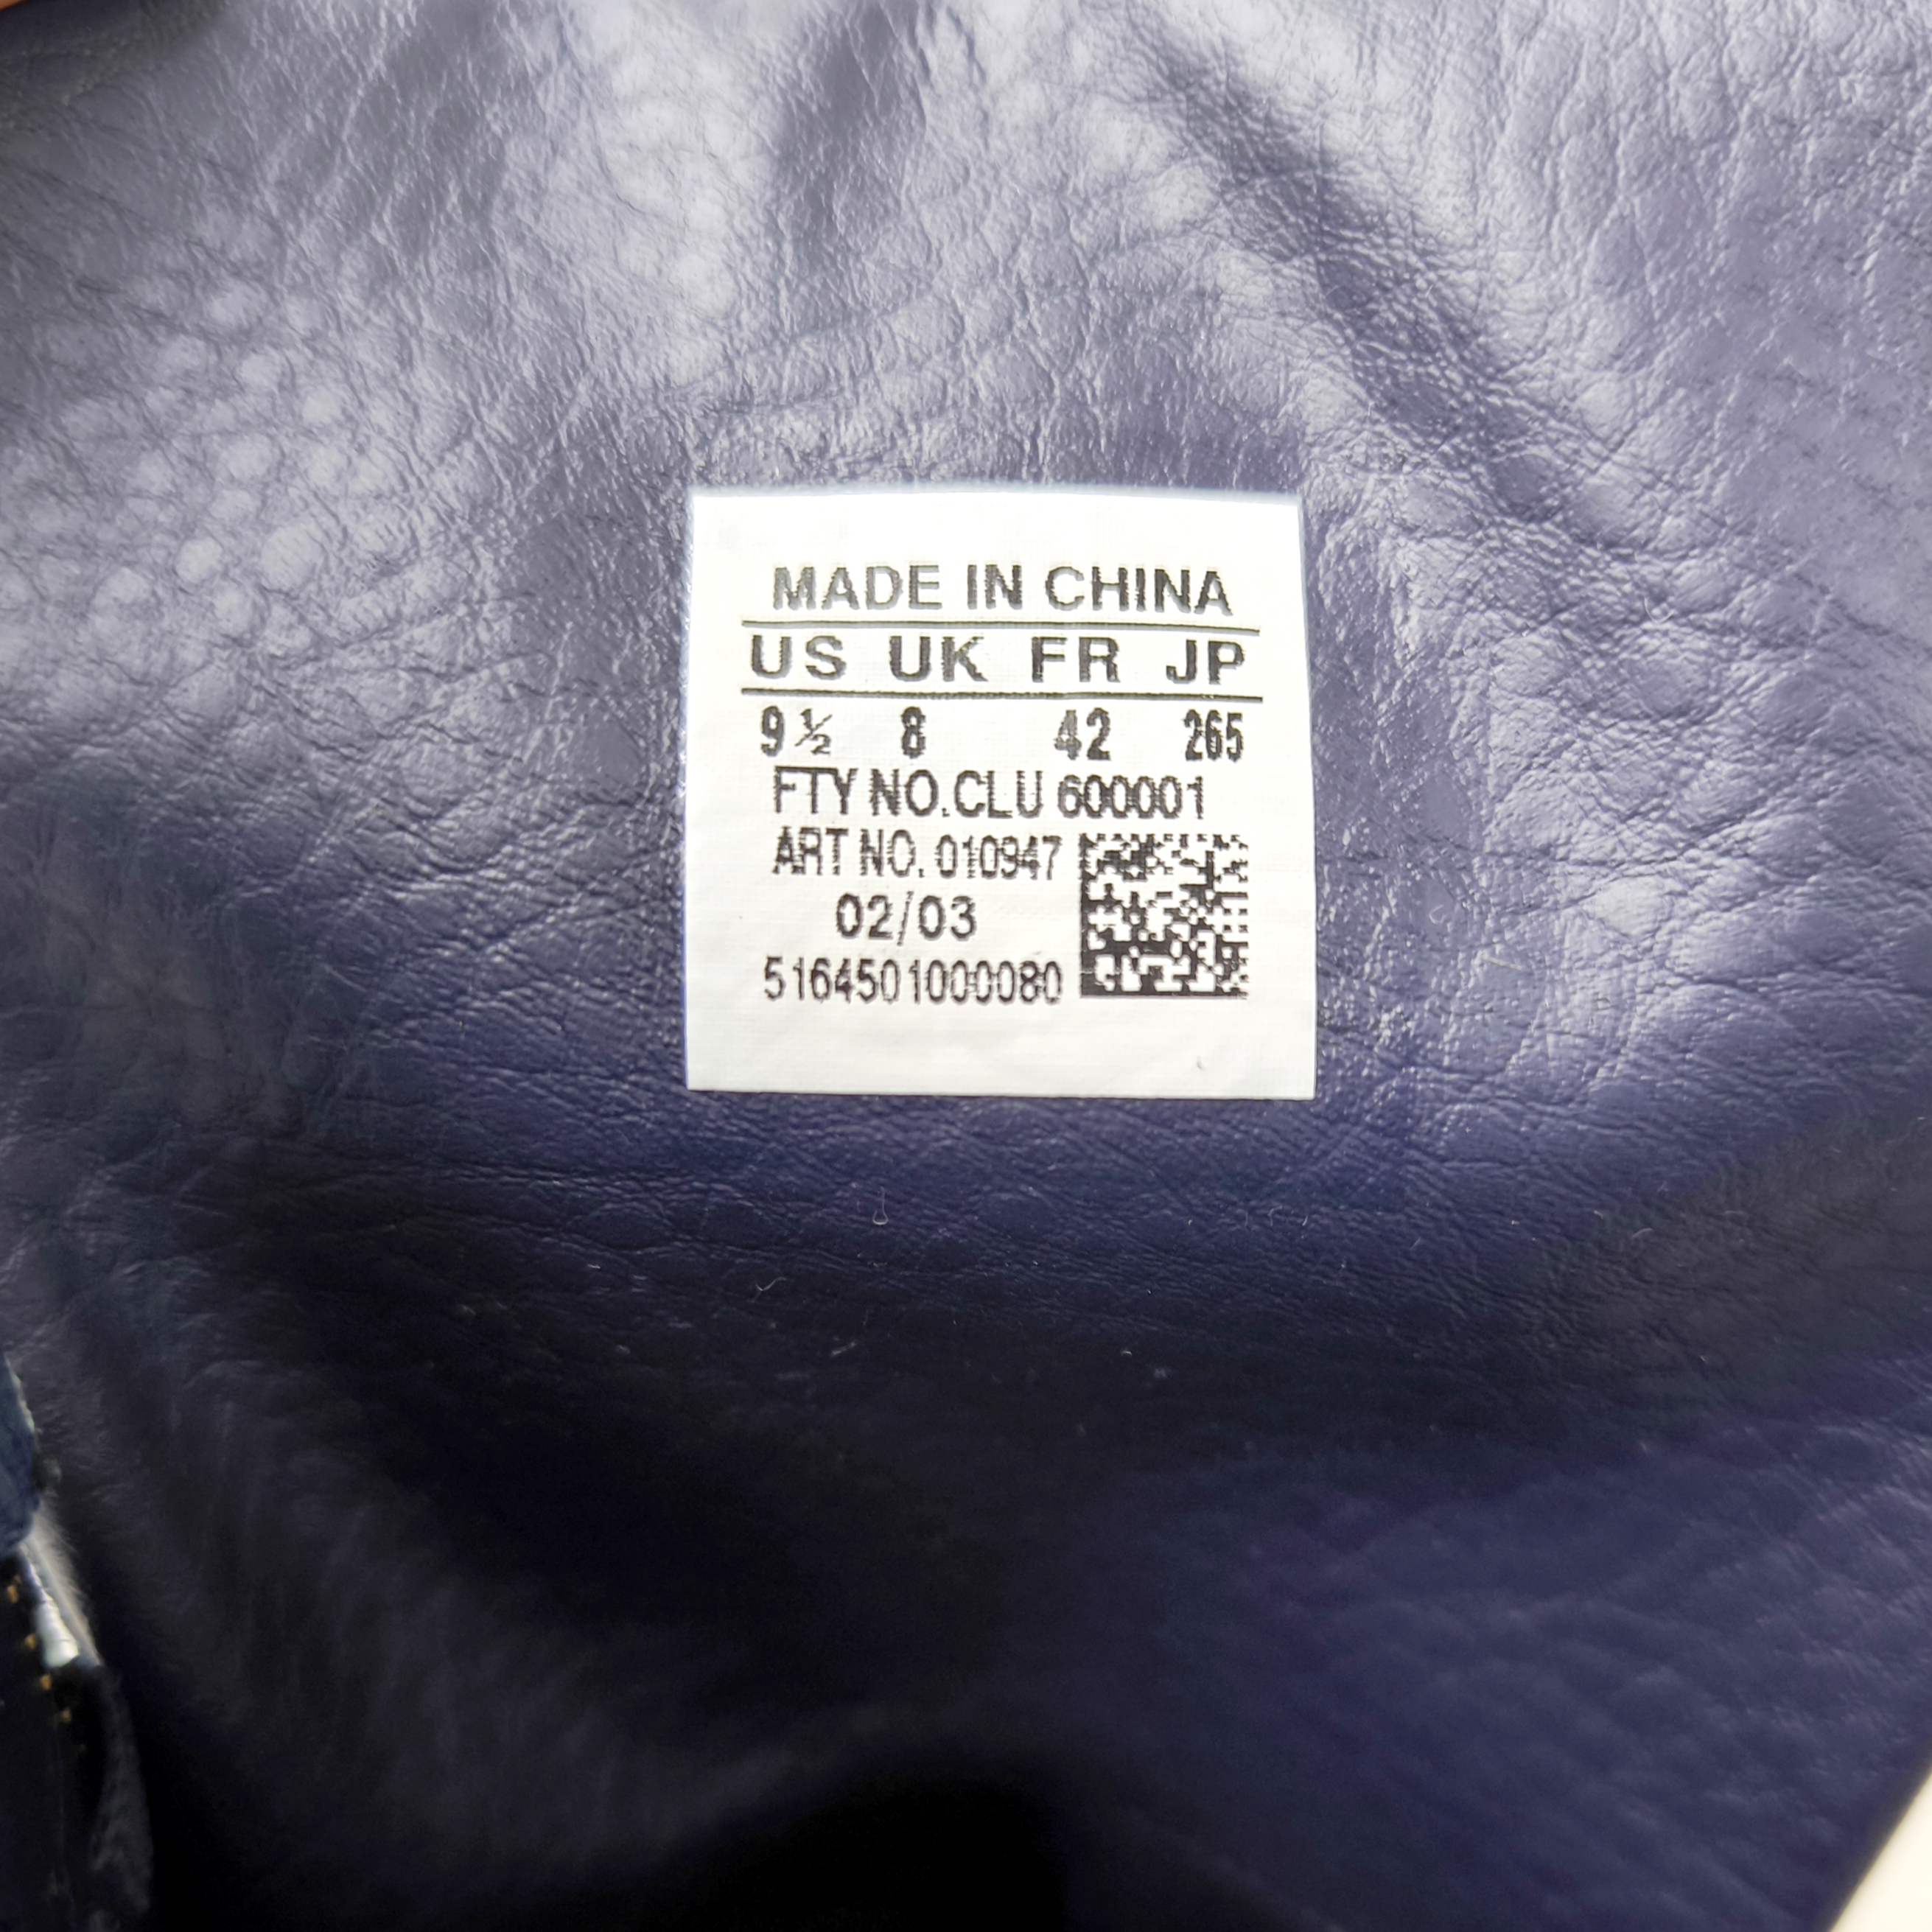 MADE IN CHINA
US UK FR JP
9½ 8 42 265
FTY NO.CLU 600001
ART NO. 010947
02/03
5164501000080